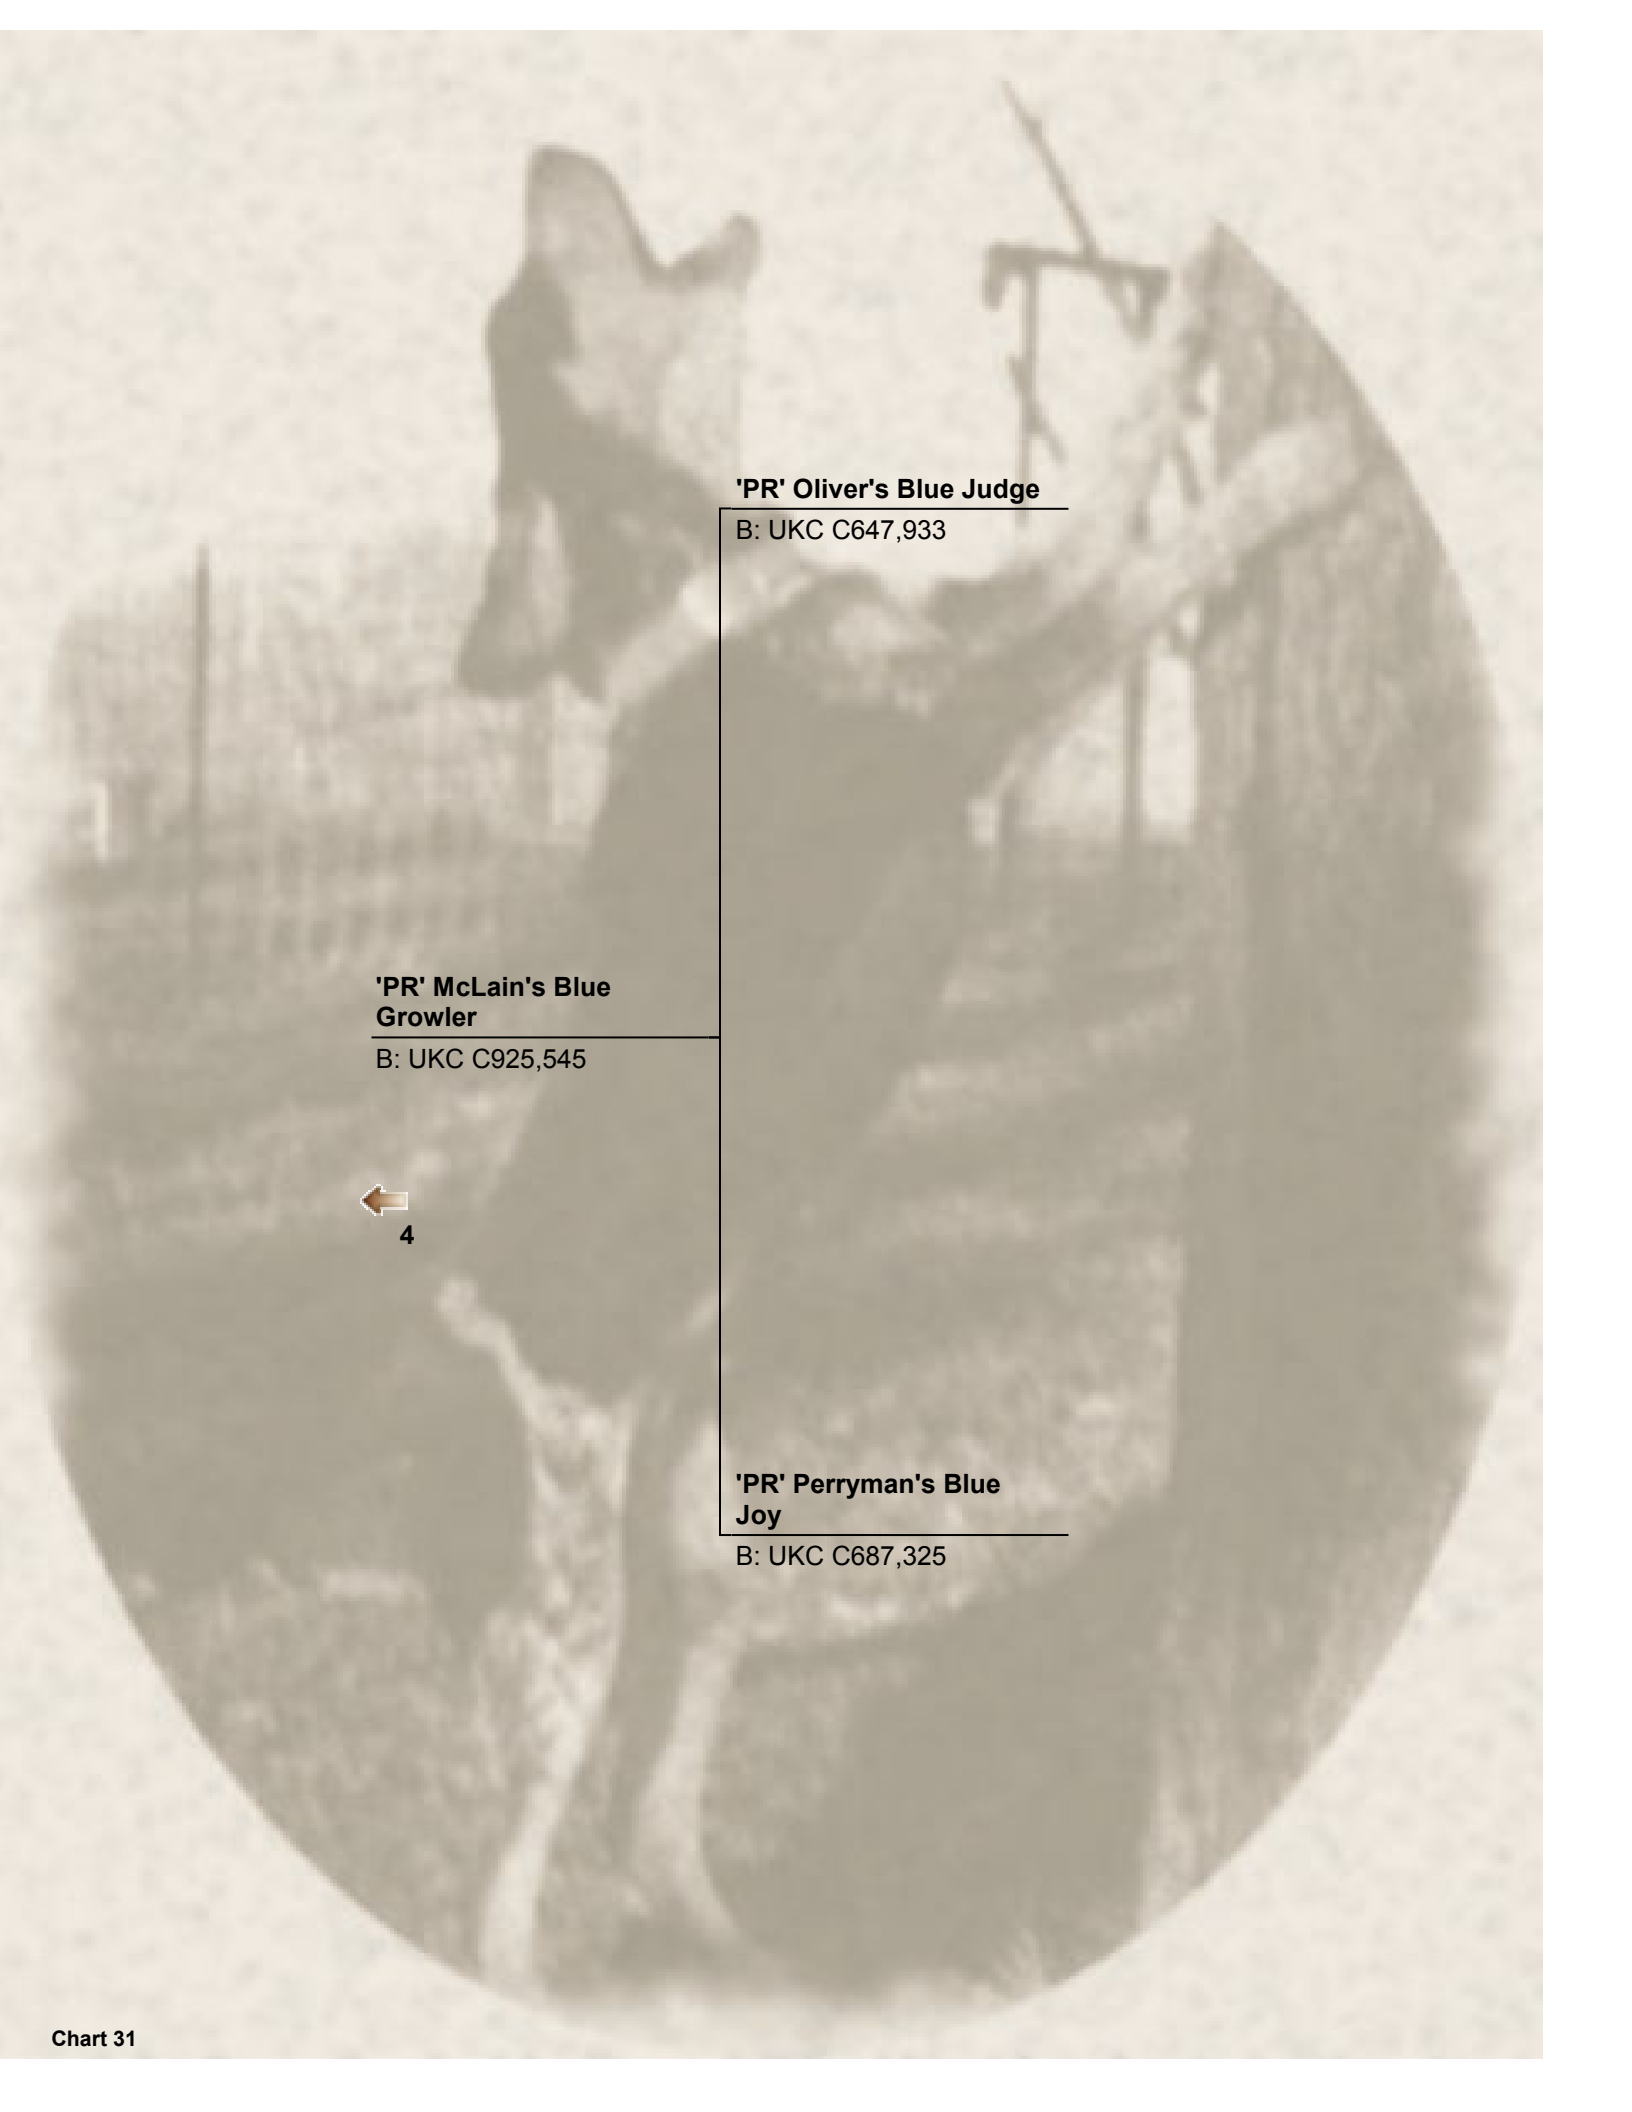 'PR' Oliver's Blue Judge
B: UKC C647,933
'PR' McLain's Blue
Growler
B: UKC C925,545
4
'PR' Perryman's Blue
Joy
B: UKC C687,325
Chart 31